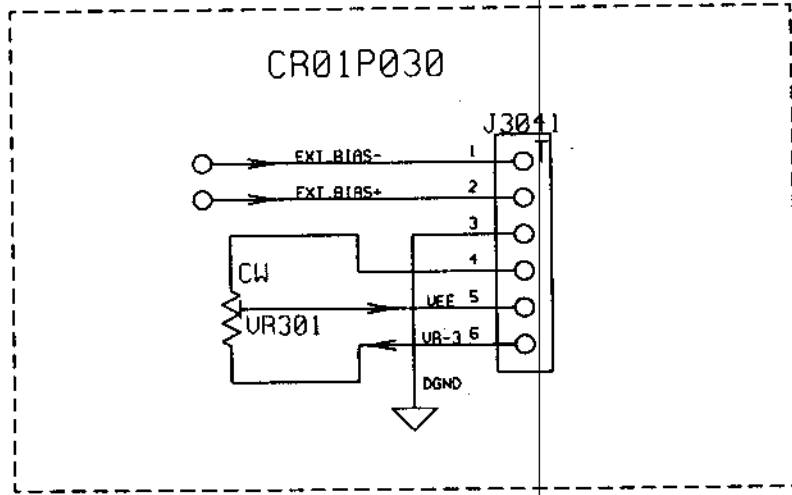 CR01P030
J3041
T
EXT.BIAS- 1
EXT.BIAS+ 2
3
4
CW
VEE 5
VR301
VR-3 6
DGND